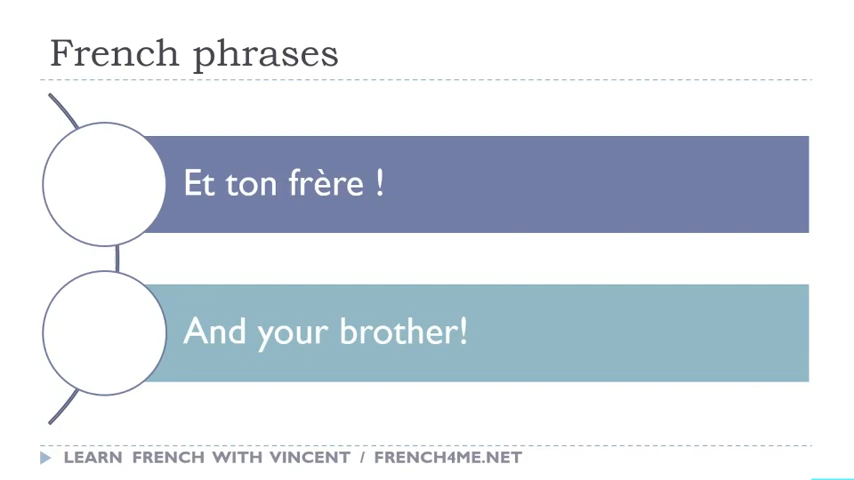 French phrases
Et ton frère !
And your brother!
LEARN FRENCH WITH VINCENT / FRENCH4ME.NET